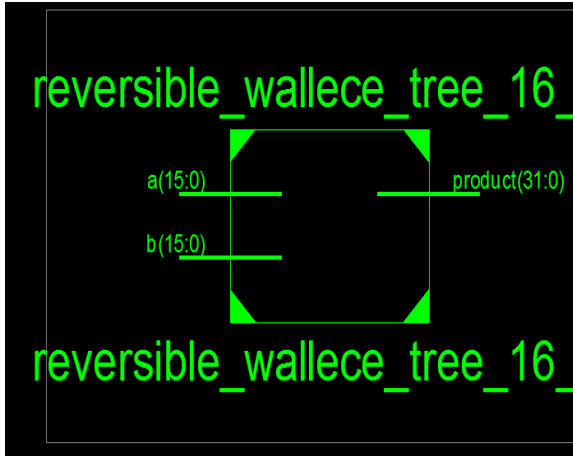 reversible_wallece_tree_16_
a(15:0)
product(31:0)
b(15:0)
reversible_wallece_tree_16_